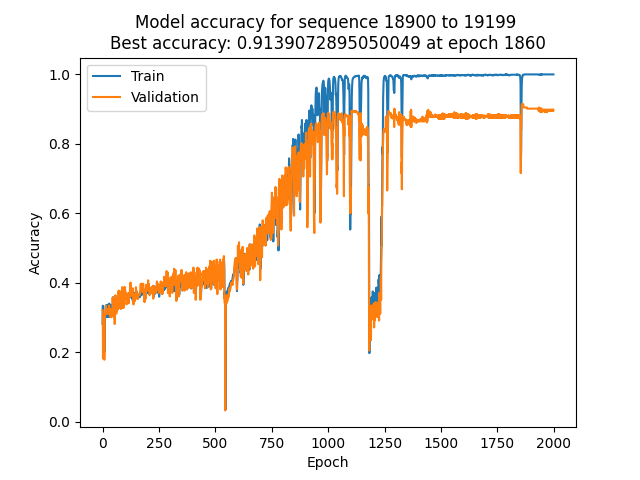 Model accuracy for sequence 18900 to 19199
Best accuracy: 0.9139072895050049 at epoch 1860
Train
Validation
1.0
0.8
0.6
0.4
0.2
0.0
Accuracy
0 250 500 750 1000 1250 1500 1750 2000
Epoch